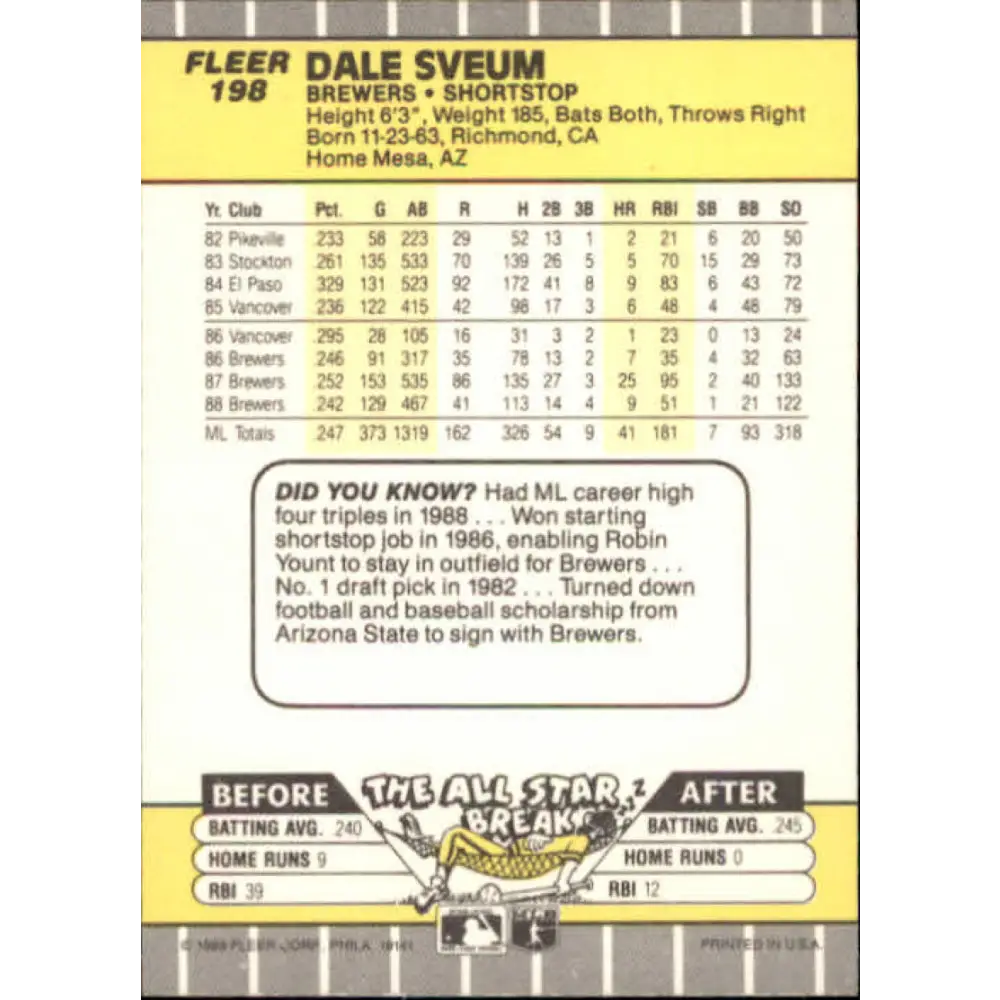 FLEER 198
DALE SVEUM
BREWERS • SHORTSTOP
Height 6'3", Weight 185, Bats Both, Throws Right
Born 11-23-63, Richmond, CA
Home Mesa, AZ
Yr. Club Pct. G AB R H 2B 3B HR RBI SB BB SO
82 Pikeville .233 58 223 29 52 13 1 2 21 6 20 50
83 Stockton .261 135 533 70 139 26 5 5 70 15 29 73
84 El Paso .329 131 523 92 172 41 8 9 83 6 43 72
85 Vancover .236 122 415 42 98 17 3 6 48 4 48 79
86 Vancover .295 28 105 16 31 3 2 1 23 0 13 24
86 Brewers .246 91 317 35 78 13 2 7 35 4 32 63
87 Brewers .252 153 535 86 135 27 3 25 95 2 40 133
88 Brewers .242 129 467 41 113 14 4 9 51 1 21 122
ML Totals .247 373 1319 162 326 54 9 41 181 7 93 318
DID YOU KNOW? Had ML career high
four triples in 1988 . . . Won starting
shortstop job in 1986, enabling Robin
Yount to stay in outfield for Brewers . . .
No. 1 draft pick in 1982 . . . Turned down
football and baseball scholarship from
Arizona State to sign with Brewers.
THE ALL STAR
BREAK
ZZZZ
BEFORE
BATTING AVG. .240
HOME RUNS 9
RBI 39
AFTER
BATTING AVG. .245
HOME RUNS 0
RBI 12
© 1989 FLEER CORP. PHILA. 19141
PRINTED IN U.S.A.